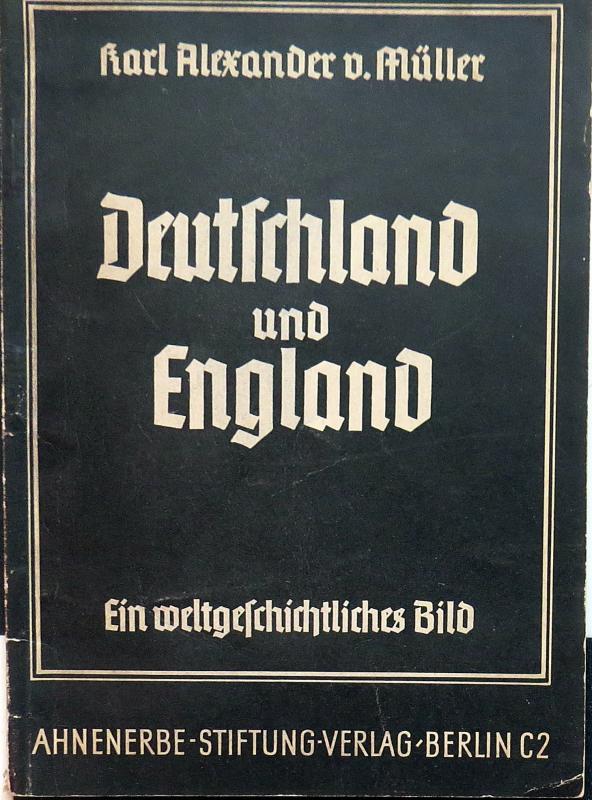 Karl Alexander v. Müller
Deutſchland
und
England
Ein weltgeſchichtliches Bild
AHNENERBE-STIFTUNG-VERLAG-BERLIN C2